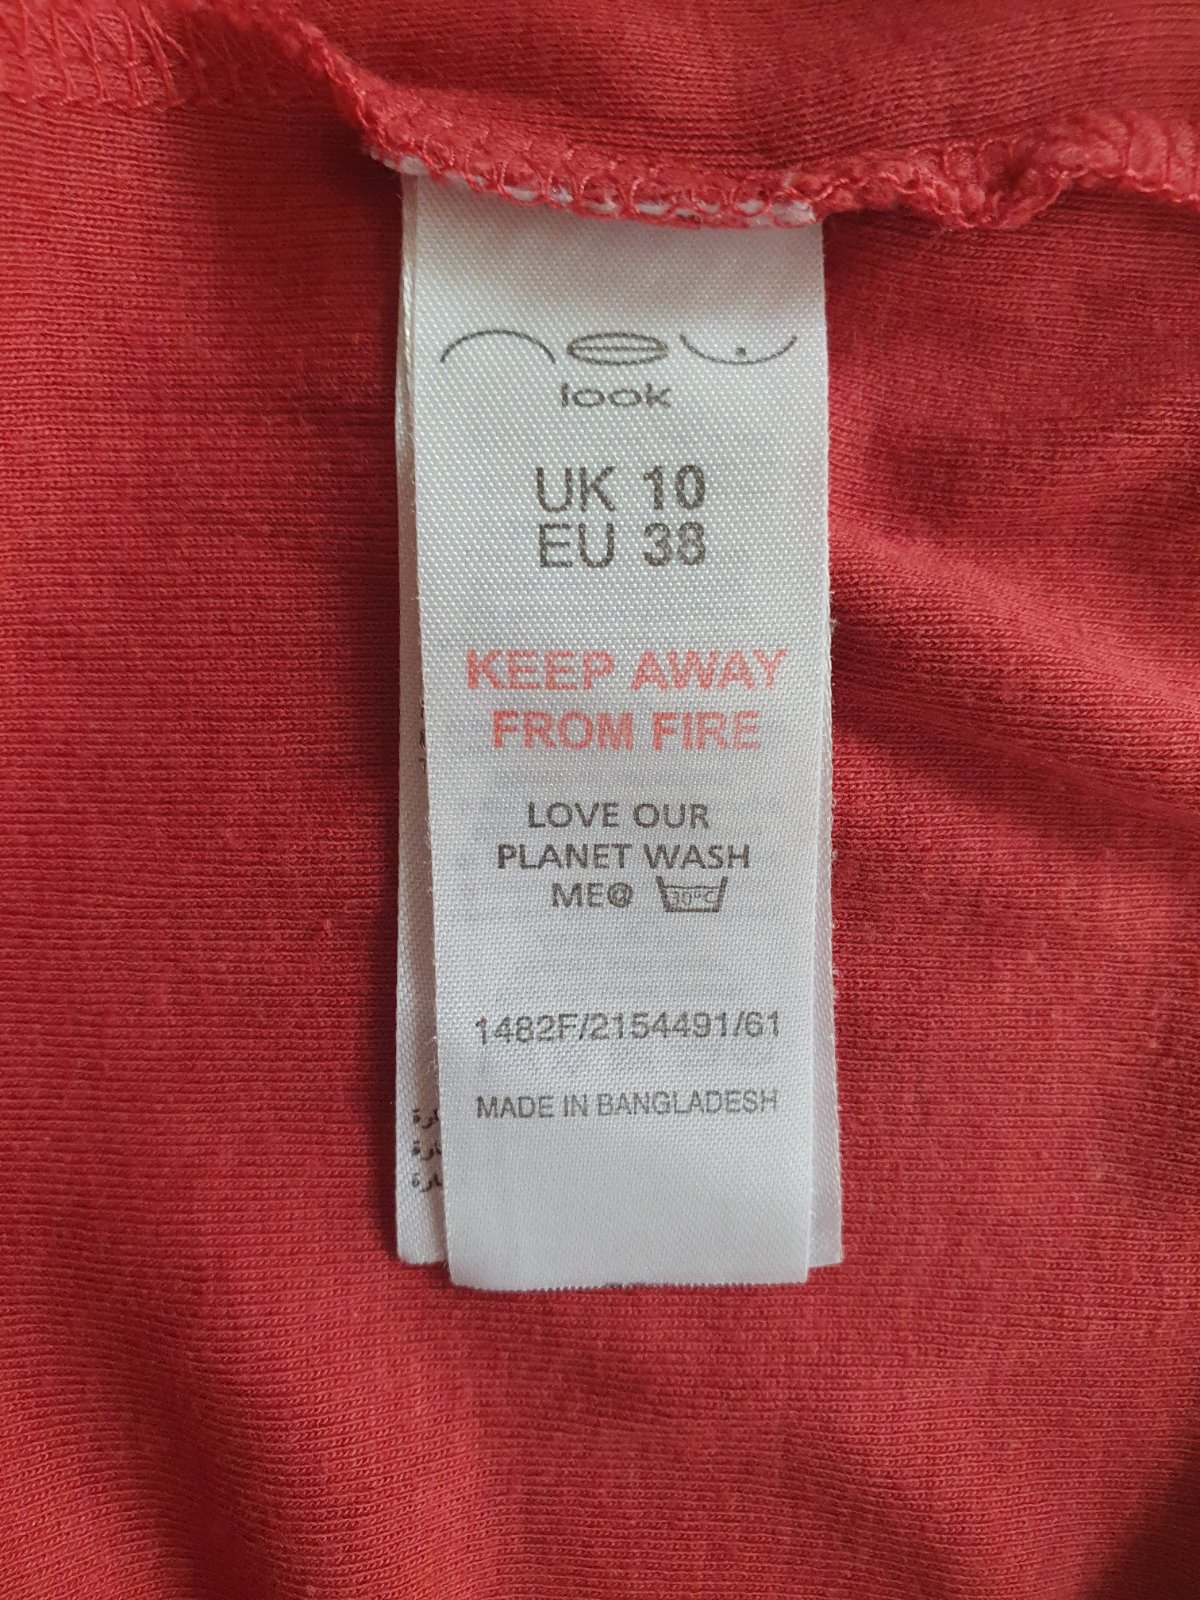 look
UK 10
EU 38
KEEP AWAY
FROM FIRE
LOVE OUR
PLANET WASH
ME@ 30°C
1482F/2154491/61
MADE IN BANGLADESH